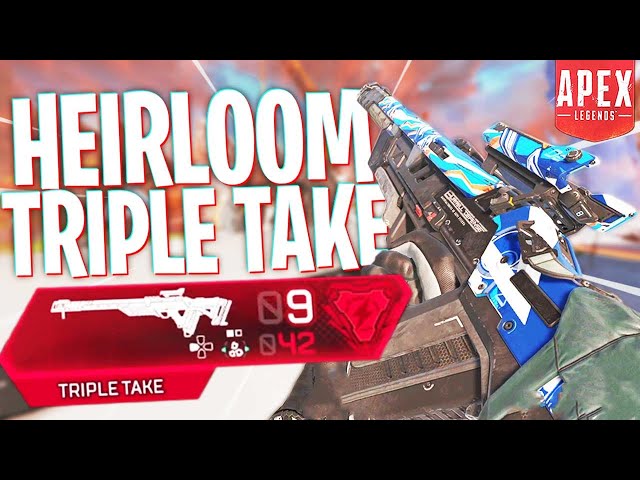 HEIRLOOM
TRIPLE TAKE
APEX
LEGENDS
09
042
TRIPLE TAKE